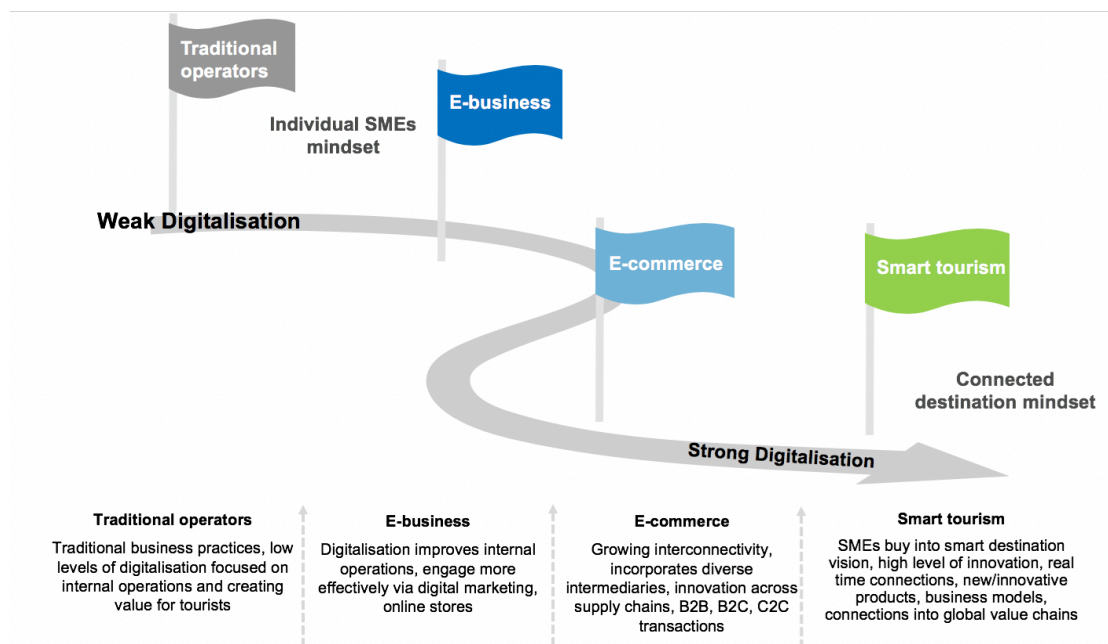 Traditional
operators
E-business
Individual SMEs
mindset
Weak Digitalisation
E-commerce
Smart tourism
Connected
destination mindset
Strong Digitalisation
Traditional operators
Traditional business practices, low
levels of digitalisation focused on
internal operations and creating
value for tourists
E-business
Digitalisation improves internal
operations, engage more
effectively via digital marketing,
online stores
E-commerce
Growing interconnectivity,
incorporates diverse
intermediaries, innovation across
supply chains, B2B, B2C, C2C
transactions
Smart tourism
SMEs buy into smart destination
vision, high level of innovation, real
time connections, new/innovative
products, business models,
connections into global value chains